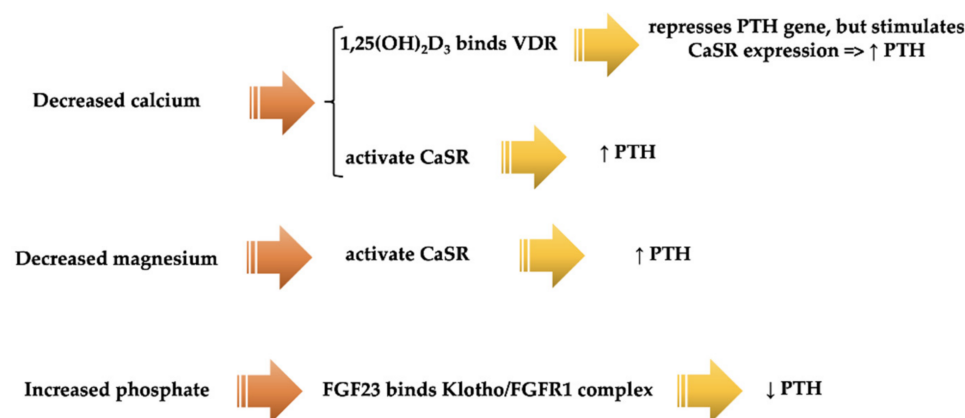 1,25(OH)₂D₃ binds VDR
represses PTH gene, but stimulates
CaSR expression => ↑ PTH
Decreased calcium
activate CaSR
↑ PTH
Decreased magnesium
activate CaSR
↑ PTH
Increased phosphate
FGF23 binds Klotho/FGFR1 complex
↓ PTH